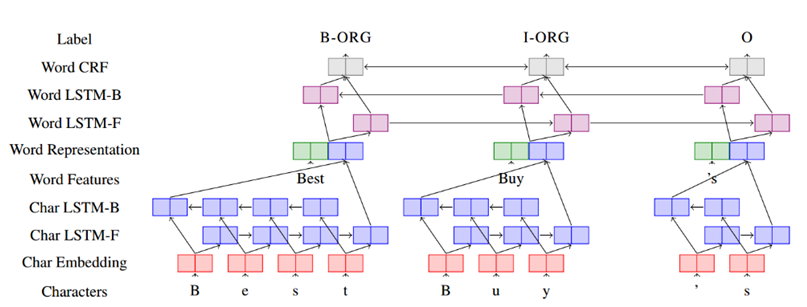 Label B-ORG I-ORG O
Word CRF
Word LSTM-B
Word LSTM-F
Word Representation
Word Features Best Buy 's
Char LSTM-B
Char LSTM-F
Char Embedding
Characters B e s t B u y ' s